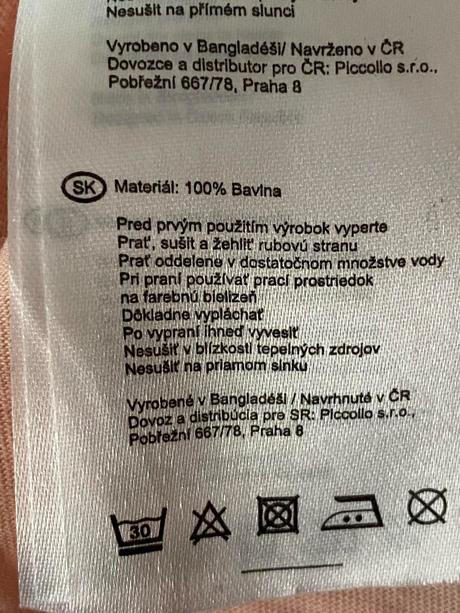 Nesušit na přímém slunci
Vyrobeno v Bangladéši/ Navrženo v ČR
Dovozce a distributor pro ČR: Piccollo s.r.o.,
Pobřežní 667/78, Praha 8
SK Materiál: 100% Bavlna
Pred prvým použitím výrobok vyperte
Prať, sušit a žehliť rubovú stranu
Prať oddelene v dostatočnom množstve vody
Pri praní používať prací prostriedok
na farebnú bielizeň
Dôkladne vypláchať
Po vypraní ihneď vyvesiť
Nesušiť v blízkosti tepelných zdrojov
Nesušiť na priamom slnku
Vyrobené v Bangladéši / Navrhnuté v ČR
Dovoz a distribúcia pre SR: Piccollo s.r.o.,
Pobřežní 667/78, Praha 8
30